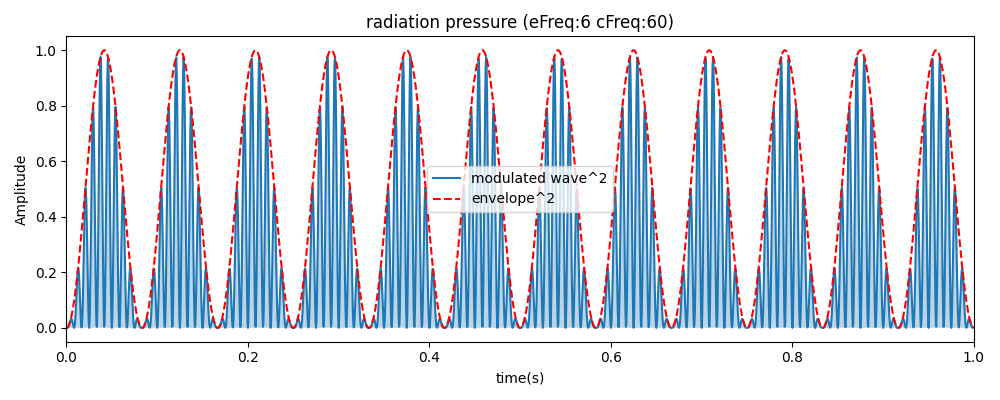 radiation pressure (eFreq:6 cFreq:60)
Amplitude
1.0
0.8
0.6
0.4
0.2
0.0
modulated wave^2
envelope^2
0.0 0.2 0.4 0.6 0.8 1.0
time(s)